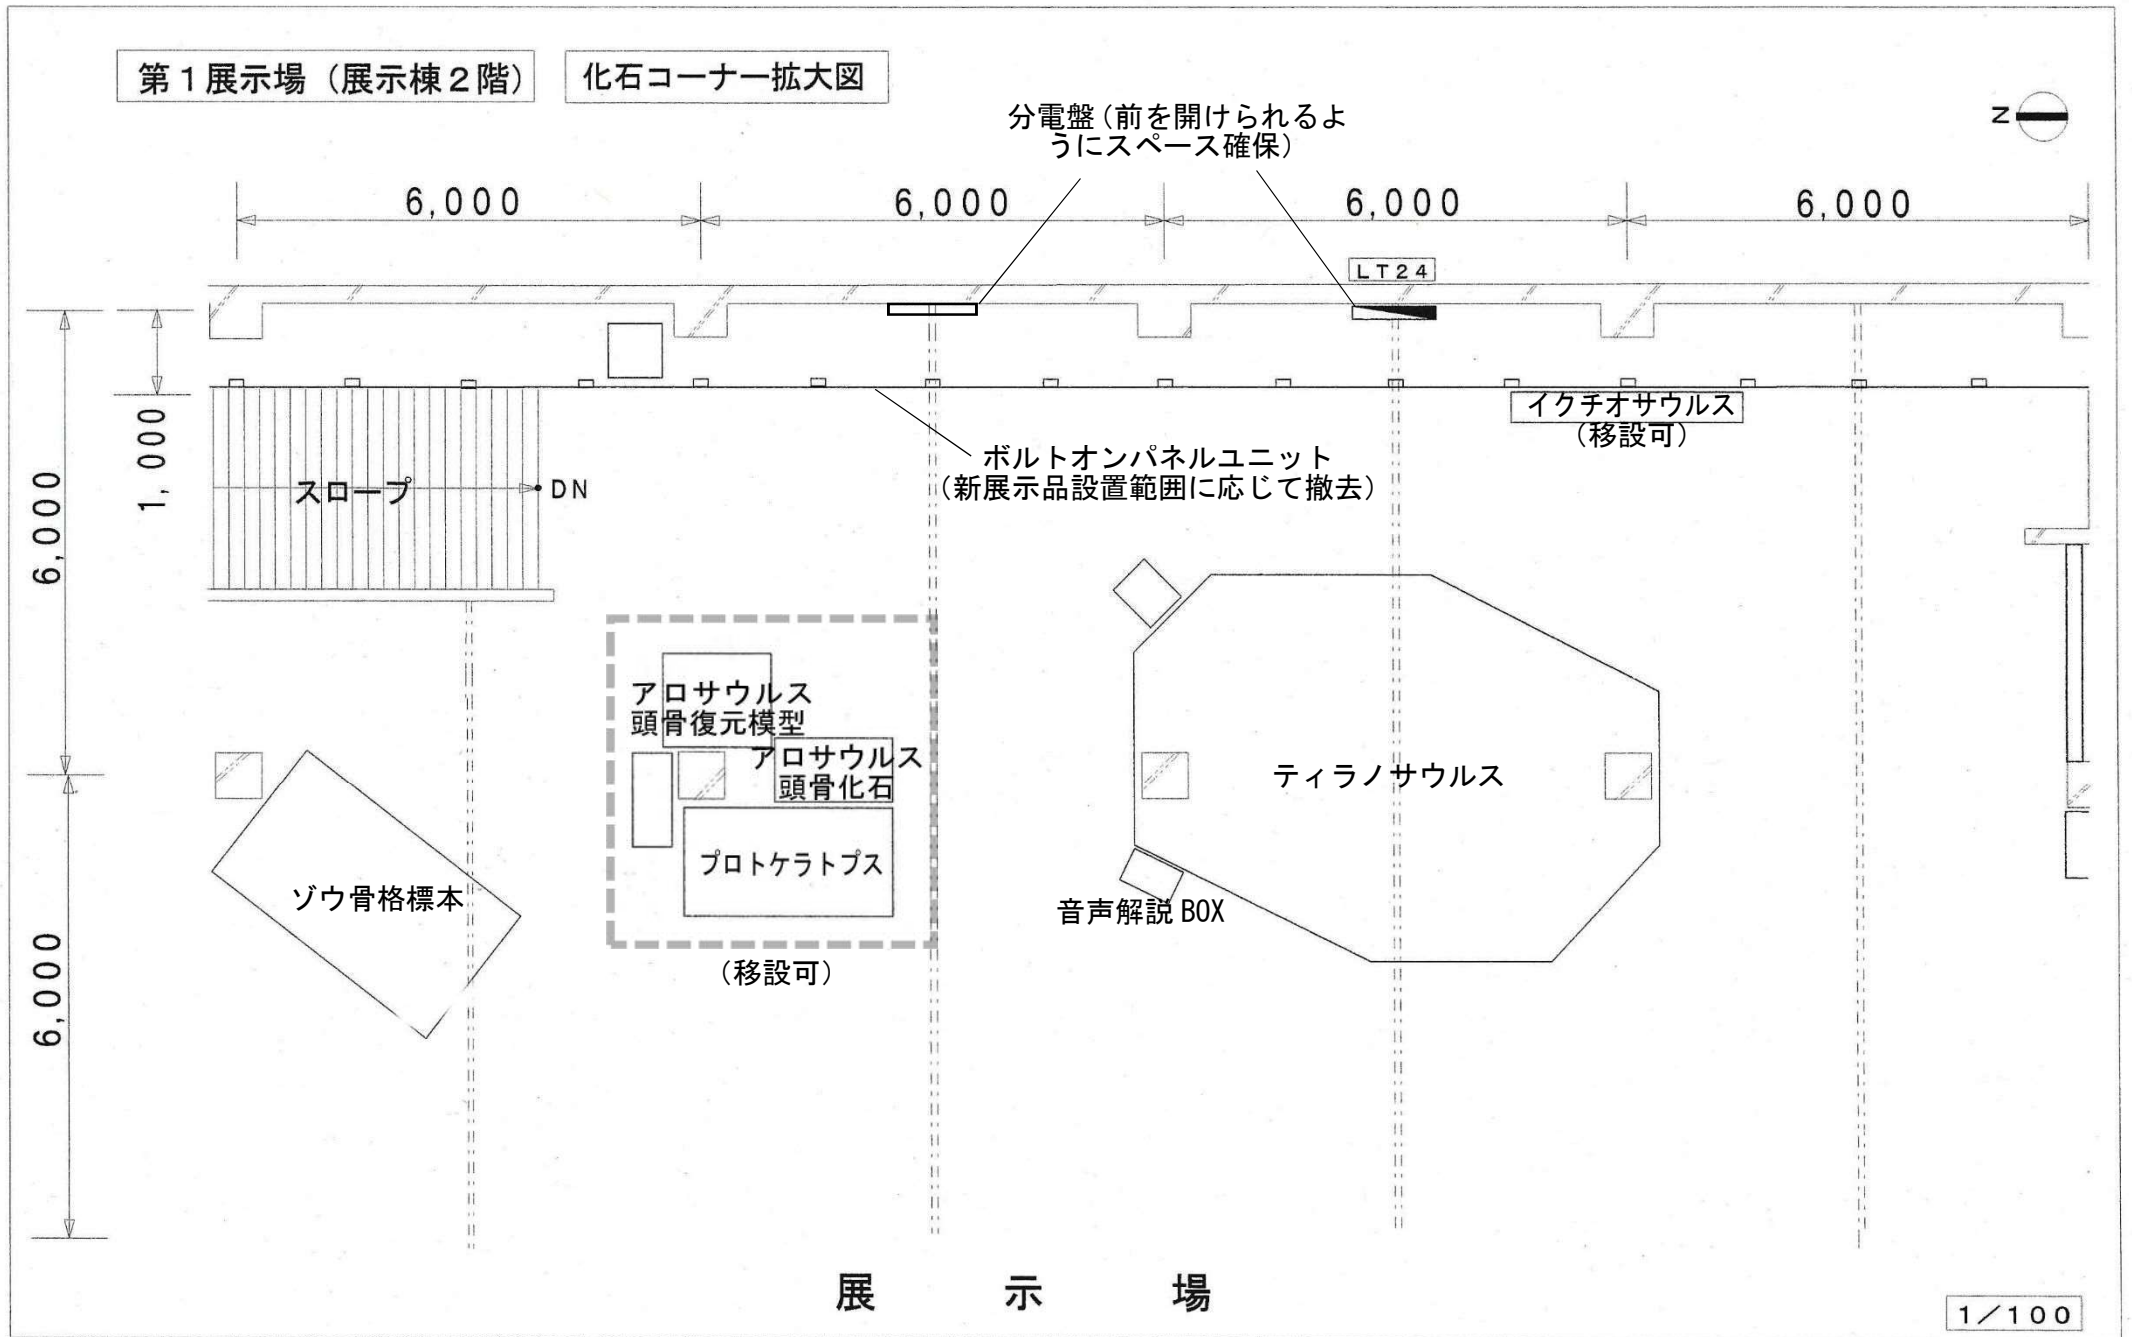 第1展示場（展示棟2階）
化石コーナー拡大図
分電盤（前を開けられるよ
うにスペース確保）
Z
6,000
6,000
6,000
6,000
LT24
イクチオサウルス
（移設可）
1,000
6,000
スロープ
DN
ボルトオンパネルユニット
（新展示品設置範囲に応じて撤去）
アロサウルス
頭骨復元模型
アロサウルス
頭骨化石
ティラノサウルス
プロトケラトプス
ゾウ骨格標本
音声解説BOX
（移設可）
6,000
展示場
1／100